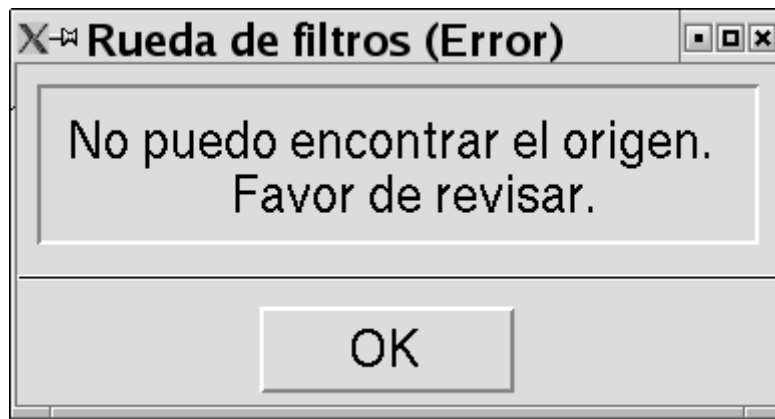 Rueda de filtros (Error)
No puedo encontrar el origen.
Favor de revisar.
OK